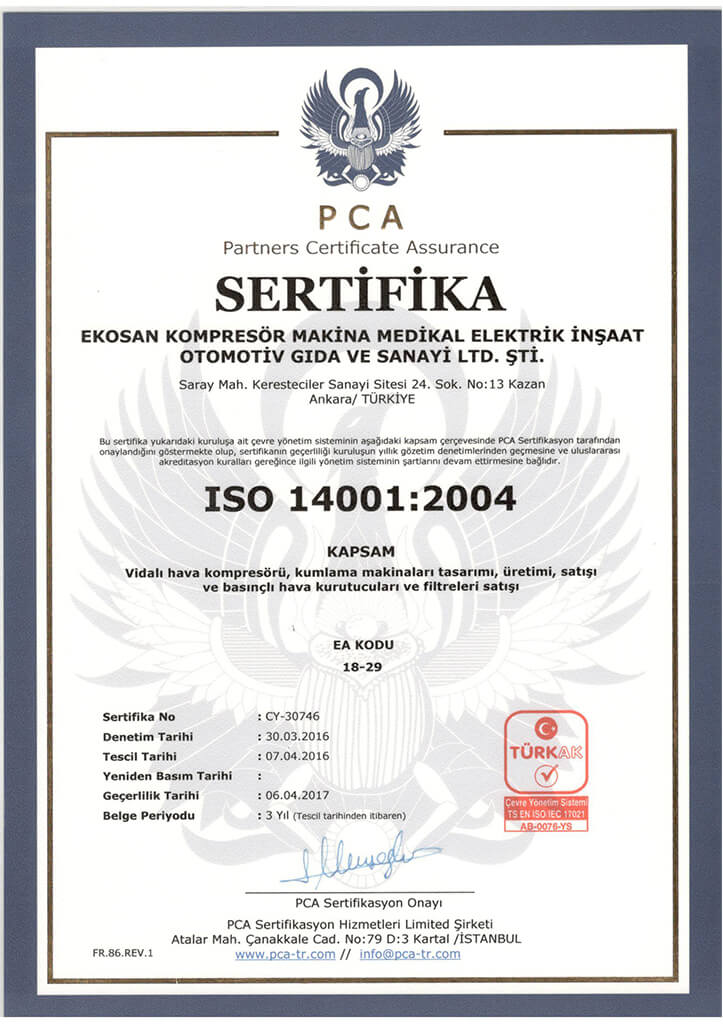 PCA
Partners Certificate Assurance
SERTİFİKA
EKOSAN KOMPRESÖR MAKİNA MEDİKAL ELEKTRİK İNŞAAT
OTOMOTİV GIDA VE SANAYİ LTD. ŞTİ.
Saray Mah. Keresteciler Sanayi Sitesi 24. Sok. No:13 Kazan
Ankara/ TÜRKİYE
Bu sertifika yukarıdaki kuruluşa ait çevre yönetim sisteminin aşağıdaki kapsam çerçevesinde PCA Sertifikasyon tarafından
onaylandığını göstermekte olup, sertifikanın geçerliliği kuruluşun yıllık gözetim denetimlerinden geçmesine ve uluslararası
akreditasyon kuralları gereğince ilgili yönetim sisteminin şartlarını devam ettirmesine bağlıdır.
ISO 14001:2004
KAPSAM
Vidalı hava kompresörü, kumlama makinaları tasarımı, üretimi, satışı
ve basınçlı hava kurutucuları ve filtreleri satışı
EA KODU
18-29
Sertifika No : CY-30746
Denetim Tarihi : 30.03.2016
Tescil Tarihi : 07.04.2016
Yeniden Basım Tarihi :
Geçerlilik Tarihi : 06.04.2017
Belge Periyodu : 3 Yıl (Tescil tarihinden itibaren)
TÜRKAK
Çevre Yönetim Sistemi
TS EN ISO IEC 17021
AB-0076-YS
PCA Sertifikasyon Onayı
PCA Sertifikasyon Hizmetleri Limited Şirketi
Atalar Mah. Çanakkale Cad. No:79 D:3 Kartal /İSTANBUL
FR.86.REV.1
www.pca-tr.com // info@pca-tr.com